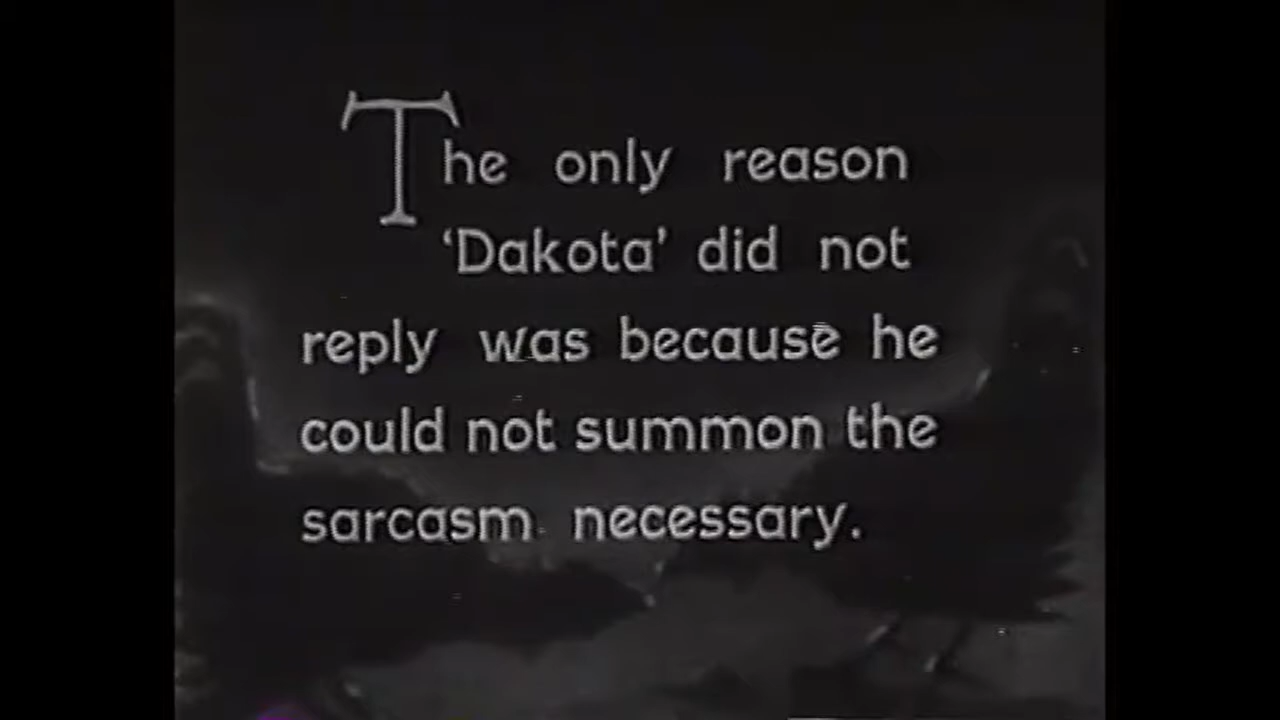 The only reason
'Dakota' did not
reply was because he
could not summon the
sarcasm necessary.